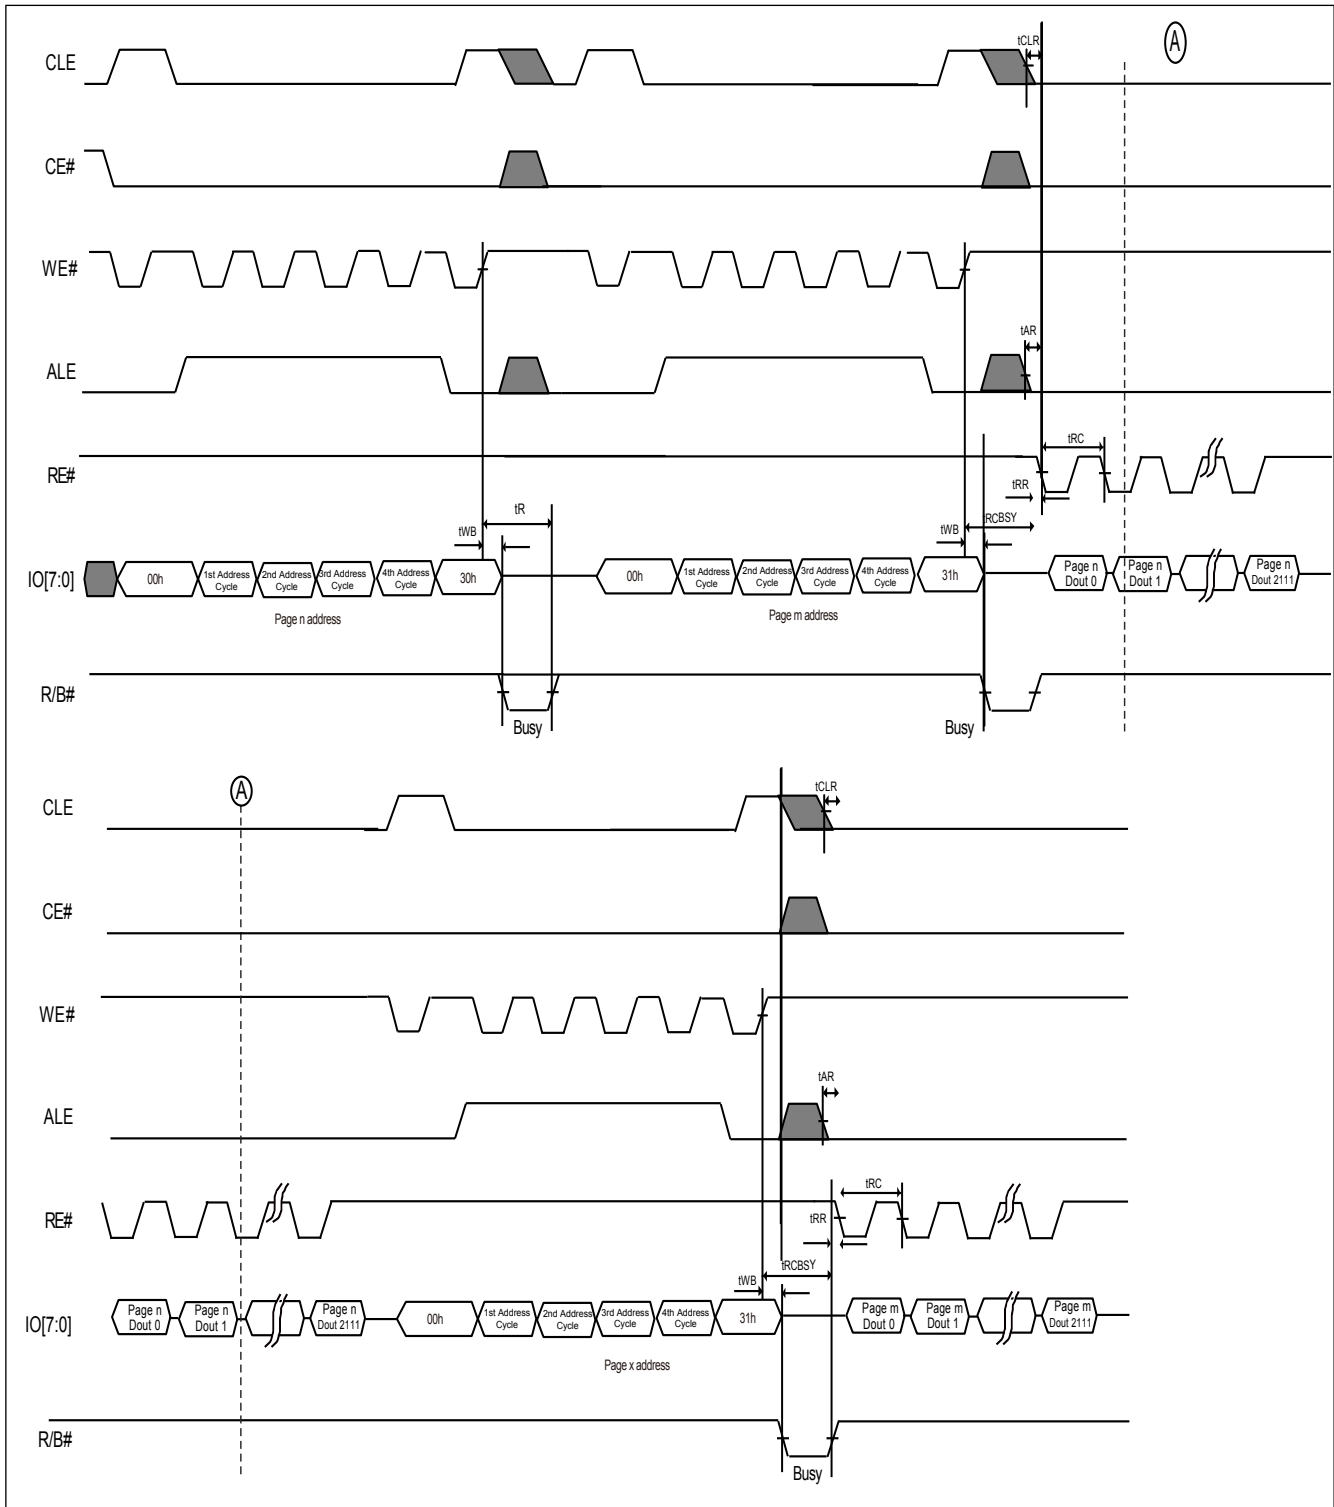 CLE
tCLR
A
CE#
WE#
tAR
ALE
tRC
RE#
tRR
tR
tRCBSY
tWB
tWB
IO[7:0]
00h
1st Address Cycle
2nd Address Cycle
3rd Address Cycle
4th Address Cycle
30h
00h
1st Address Cycle
2nd Address Cycle
3rd Address Cycle
4th Address Cycle
31h
Page n Dout 0
Page n Dout 1
Page n Dout 2111
Page n address
Page m address
R/B#
Busy
Busy
A
CLE
tCLR
CE#
WE#
tAR
ALE
tRC
RE#
tRR
tRCBSY
tWB
IO[7:0]
Page n Dout 0
Page n Dout 1
Page n Dout 2111
00h
1st Address Cycle
2nd Address Cycle
3rd Address Cycle
4th Address Cycle
31h
Page m Dout 0
Page m Dout 1
Page m Dout 2111
Page x address
R/B#
Busy